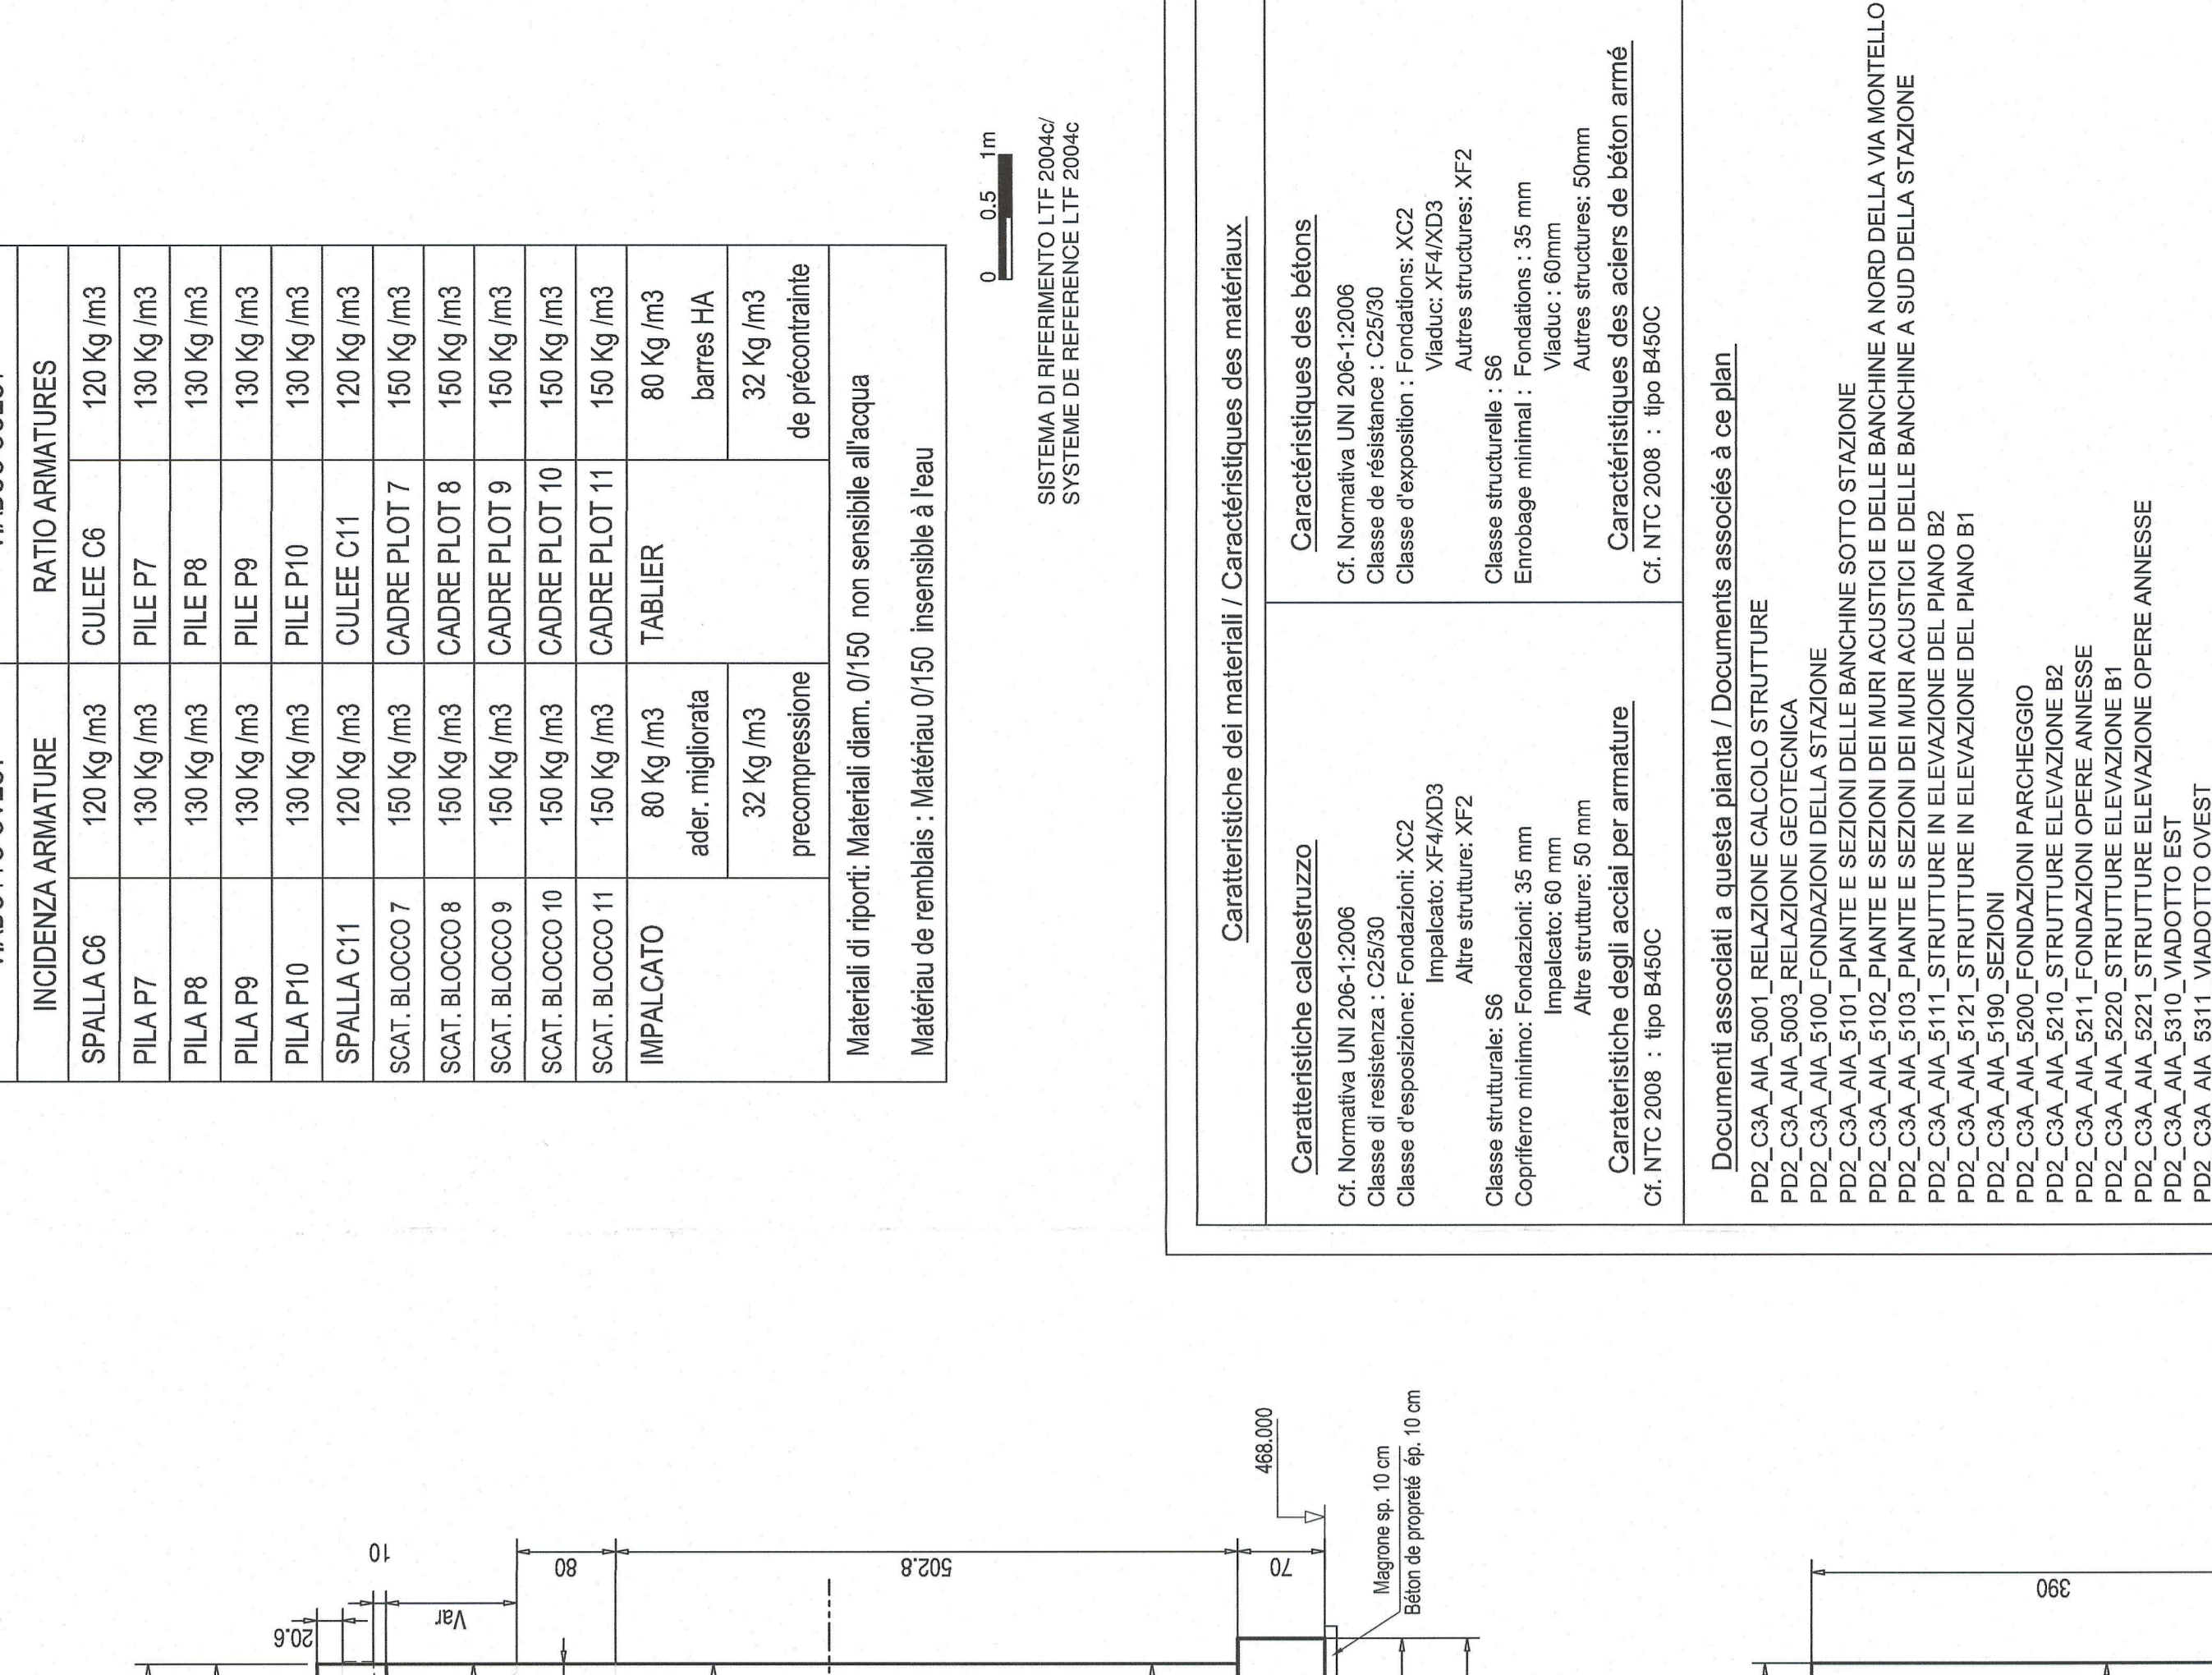 INCIDENZA ARMATURE RATIO ARMATURES
SPALLA C6 120 Kg /m3 CULEE C6 120 Kg /m3
PILA P7 130 Kg /m3 PILE P7 130 Kg /m3
PILA P8 130 Kg /m3 PILE P8 130 Kg /m3
PILA P9 130 Kg /m3 PILE P9 130 Kg /m3
PILA P10 130 Kg /m3 PILE P10 130 Kg /m3
SPALLA C11 120 Kg /m3 CULEE C11 120 Kg /m3
SCAT. BLOCCO 7 150 Kg /m3 CADRE PLOT 7 150 Kg /m3
SCAT. BLOCCO 8 150 Kg /m3 CADRE PLOT 8 150 Kg /m3
SCAT. BLOCCO 9 150 Kg /m3 CADRE PLOT 9 150 Kg /m3
SCAT. BLOCCO 10 150 Kg /m3 CADRE PLOT 10 150 Kg /m3
SCAT. BLOCCO 11 150 Kg /m3 CADRE PLOT 11 150 Kg /m3
IMPALCATO 80 Kg /m3 TABLIER 80 Kg /m3
ader. migliorata barres HA
32 Kg /m3 32 Kg /m3
precompressione de précontrainte
Materiali di riporti: Materiali diam. 0/150 non sensibile all'acqua
Matériau de remblais : Matériau 0/150 insensible à l'eau
0 0.5 1m
SISTEMA DI RIFERIMENTO LTF 2004c/
SYSTEME DE REFERENCE LTF 2004c
Caratteristiche dei materiali / Caractéristiques des matériaux
Caratteristiche calcestruzzo
Cf. Normativa UNI 206-1:2006
Classe di resistenza : C25/30
Classe d'esposizione: Fondazioni: XC2
Impalcato: XF4/XD3
Altre strutture: XF2
Classe strutturale: S6
Copriferro minimo: Fondazioni: 35 mm
Impalcato: 60 mm
Altre strutture: 50 mm
Carateristiche degli acciai per armature
Cf. NTC 2008 : tipo B450C
Caractéristiques des bétons
Cf. Normativa UNI 206-1:2006
Classe de résistance : C25/30
Classe d'exposition : Fondations: XC2
Viaduc: XF4/XD3
Autres structures: XF2
Classe structurelle : S6
Enrobage minimal : Fondations : 35 mm
Viaduc : 60mm
Autres structures: 50mm
Caractéristiques des aciers de béton armé
Cf. NTC 2008 : tipo B450C
Documenti associati a questa pianta / Documents associés à ce plan
PD2_C3A_AIA_5001_RELAZIONE CALCOLO STRUTTURE
PD2_C3A_AIA_5003_RELAZIONE GEOTECNICA
PD2_C3A_AIA_5100_FONDAZIONI DELLA STAZIONE
PD2_C3A_AIA_5101_PIANTE E SEZIONI DELLE BANCHINE SOTTO STAZIONE
PD2_C3A_AIA_5102_PIANTE E SEZIONI DEI MURI ACUSTICI E DELLE BANCHINE A NORD DELLA VIA MONTELLO
PD2_C3A_AIA_5103_PIANTE E SEZIONI DEI MURI ACUSTICI E DELLE BANCHINE A SUD DELLA STAZIONE
PD2_C3A_AIA_5111_STRUTTURE IN ELEVAZIONE DEL PIANO B2
PD2_C3A_AIA_5121_STRUTTURE IN ELEVAZIONE DEL PIANO B1
PD2_C3A_AIA_5190_SEZIONI
PD2_C3A_AIA_5200_FONDAZIONI PARCHEGGIO
PD2_C3A_AIA_5210_STRUTTURE ELEVAZIONE B2
PD2_C3A_AIA_5211_FONDAZIONI OPERE ANNESSE
PD2_C3A_AIA_5220_STRUTTURE ELEVAZIONE B1
PD2_C3A_AIA_5221_STRUTTURE ELEVAZIONE OPERE ANNESSE
PD2_C3A_AIA_5310_VIADOTTO EST
PD2_C3A_AIA_5311_VIADOTTO OVEST
20.6
10
Var
80
502.8
70
468.000
Magrone sp. 10 cm
Béton de propreté ép. 10 cm
390